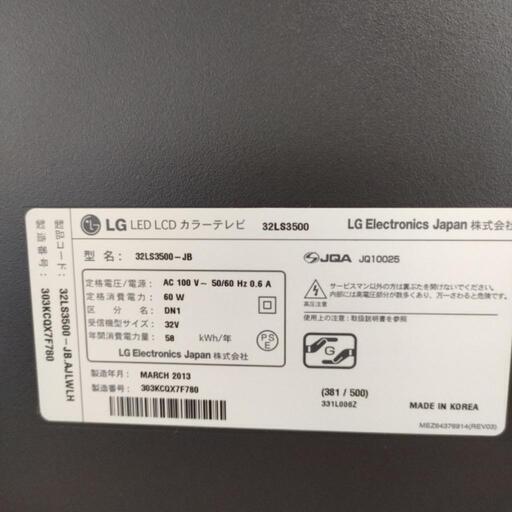 LG LED LCD カラーテレビ 32LS3500 LG Electronics Japan 株式会社
型 名: 32LS3500-JB
JQA JQ10025
定格電圧/電源: AC 100 V~ 50/60 Hz 0.6 A
定格消費電力: 60 W
区 分 名: DN1
受信機型サイズ: 32V
年間消費電力量: 58 kWh/年
LG Electronics Japan 株式会社
PS
E
サービスマン以外の方は裏ぶたを開けないでください。
内部には高電圧部分が数多くあり、万一さわると危険です。
高圧注意
使用上の注意: 取扱説明書を参照
G
製造年月: MARCH 2013
製造番号: 303KCQX7F780
(381 / 500)
331L006Z
MADE IN KOREA
MEZ64376914(REV03)
製品コード: 32LS3500-JB.AJLWLH
製造番号: 303KCQX7F780